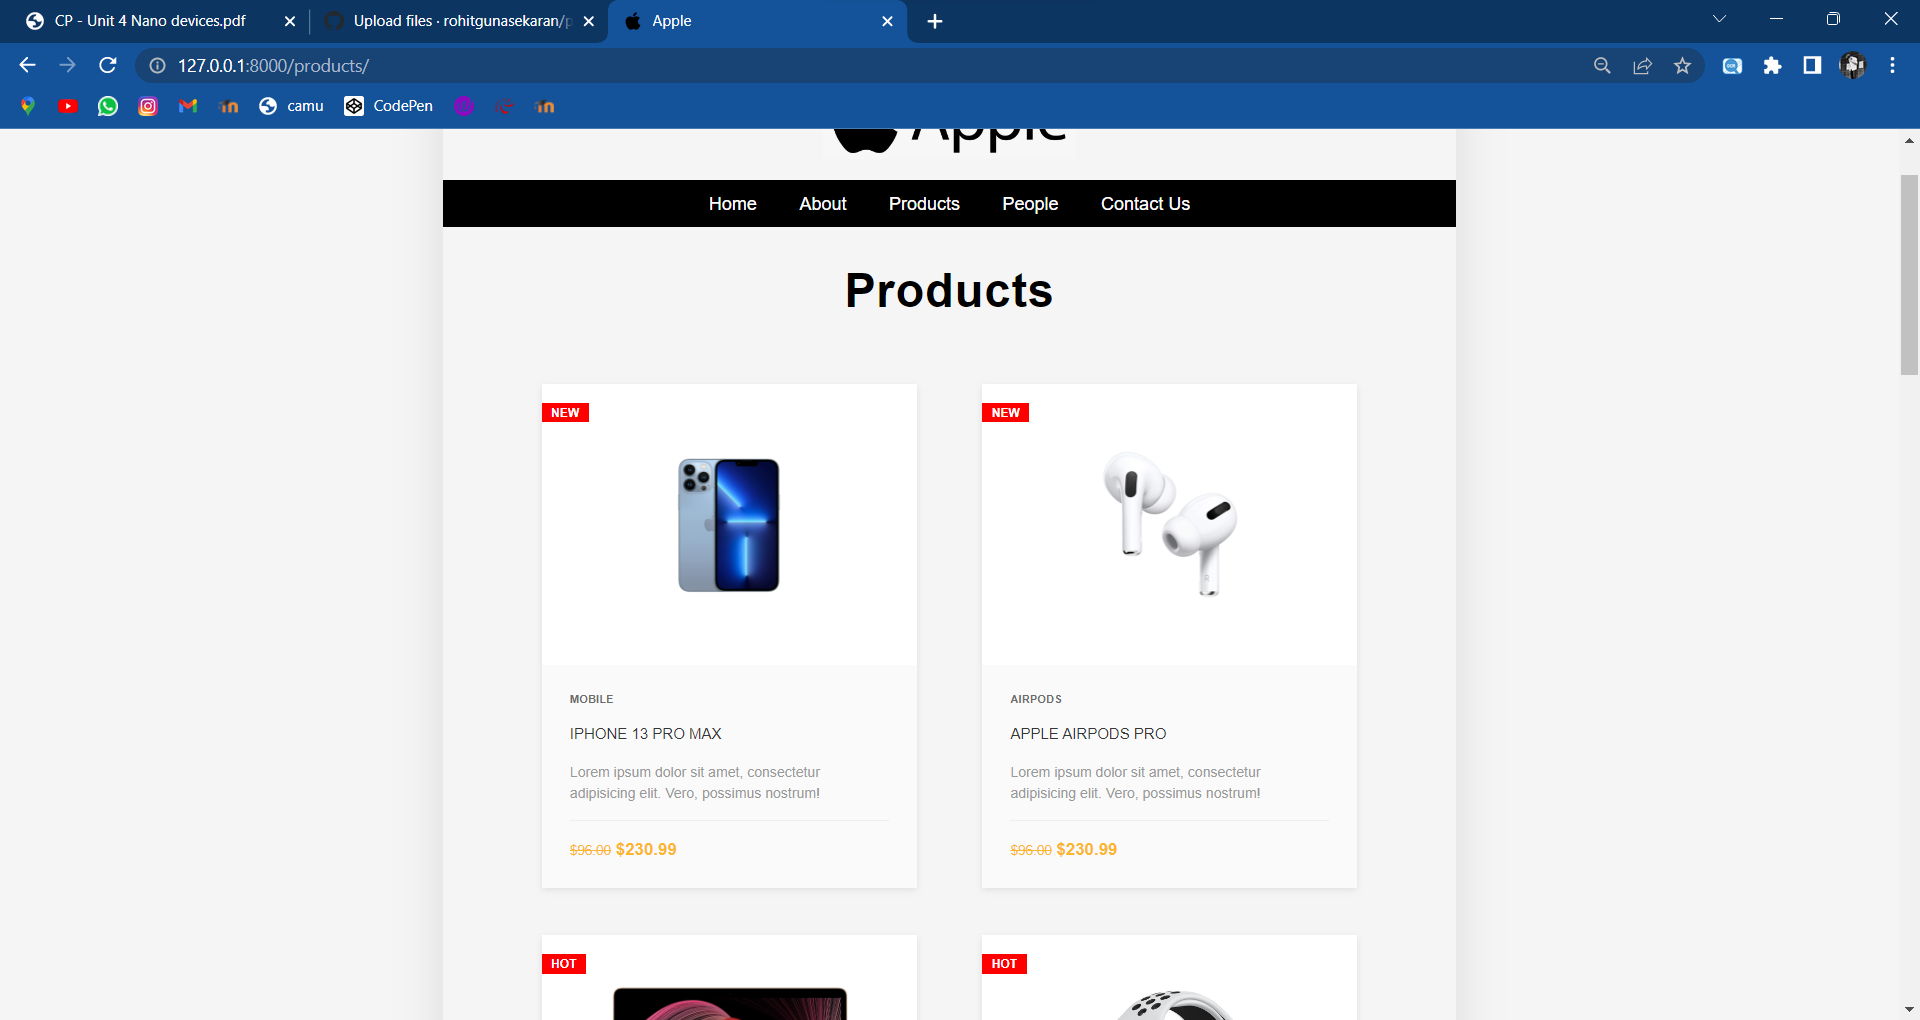 CP - Unit 4 Nano devices.pdf
Upload files · rohitgunasekaran/p
Apple
127.0.0.1:8000/products/
camu
CodePen
Apple
Home About Products People Contact Us
Products
NEW
NEW
MOBILE
IPHONE 13 PRO MAX
Lorem ipsum dolor sit amet, consectetur
adipisicing elit. Vero, possimus nostrum!
$96.00 $230.99
AIRPODS
APPLE AIRPODS PRO
Lorem ipsum dolor sit amet, consectetur
adipisicing elit. Vero, possimus nostrum!
$96.00 $230.99
HOT
HOT